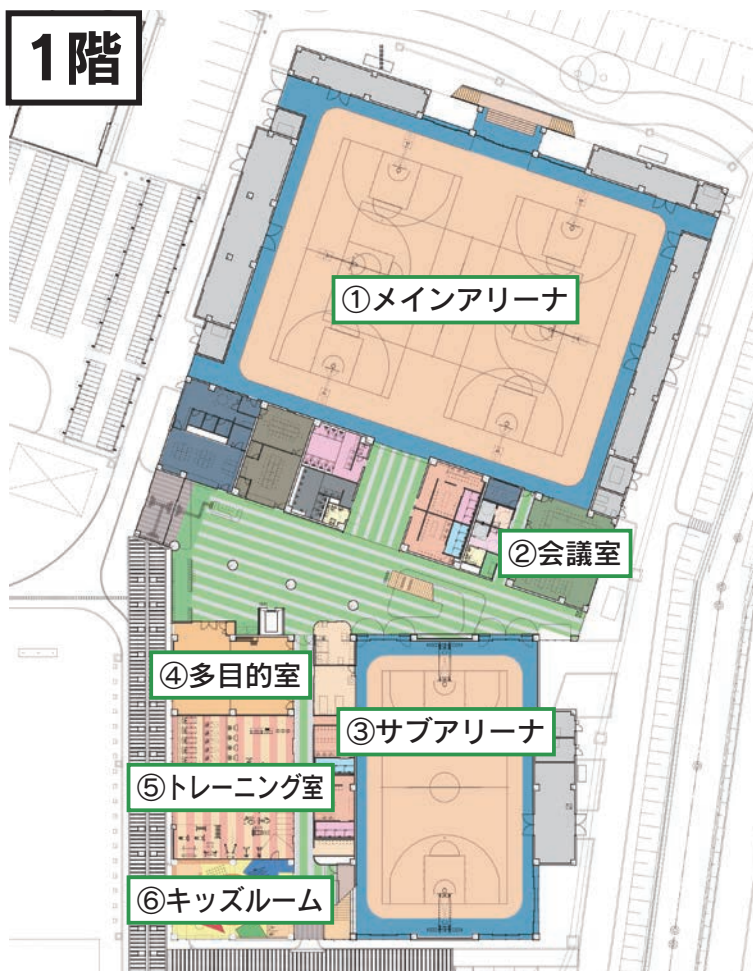 1階
①メインアリーナ
②会議室
③サブアリーナ
④多目的室
⑤トレーニング室
⑥キッズルーム